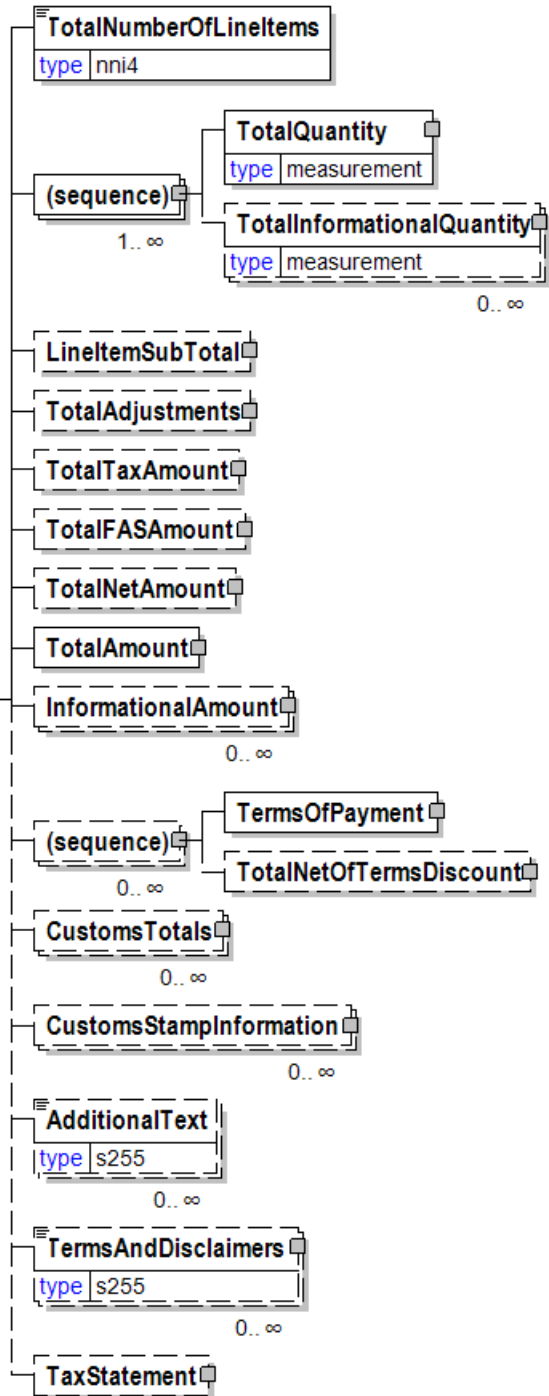 TotalNumberOfLineItems
type nni4
TotalQuantity
type measurement
(sequence)
1.. ∞
TotalInformationalQuantity
type measurement
0.. ∞
LineItemSubTotal
TotalAdjustments
TotalTaxAmount
TotalFASAmount
TotalNetAmount
TotalAmount
InformationalAmount
0.. ∞
TermsOfPayment
(sequence)
0.. ∞
TotalNetOfTermsDiscount
CustomsTotals
0.. ∞
CustomsStampInformation
0.. ∞
AdditionalText
type s255
0.. ∞
TermsAndDisclaimers
type s255
0.. ∞
TaxStatement